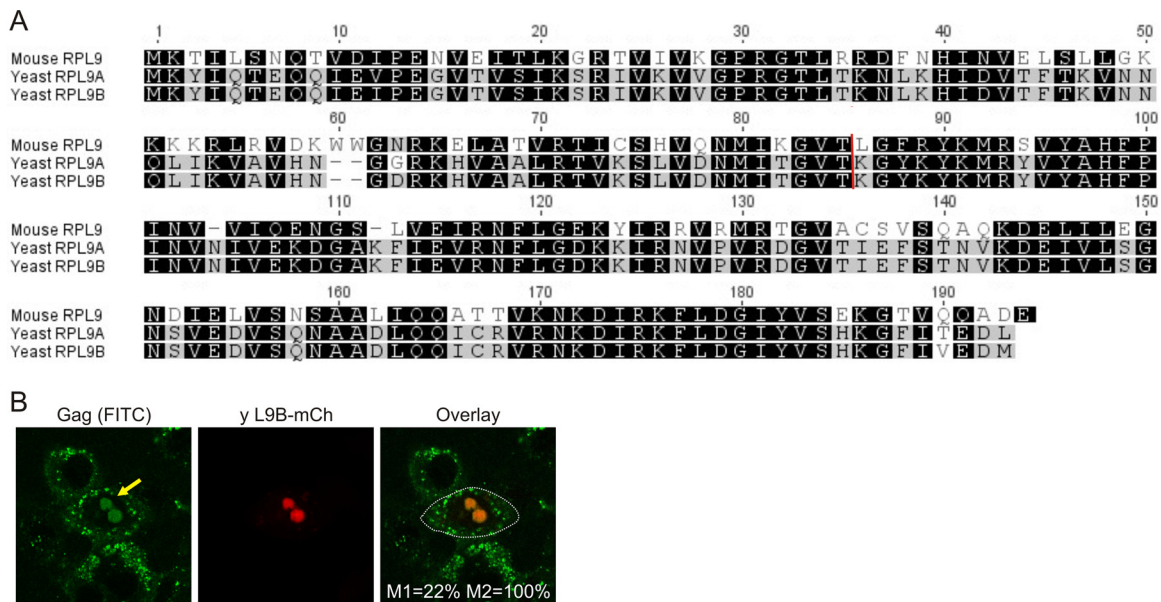 A
1 10 20 30 40 50
Mouse RPL9 MKTILSNQTVDIPENVEITLKGRTVIVKGPRGTLRRDFNHINVELSLLGK
Yeast RPL9A MKYIQTEQQIEVPEGVTVSIKSRIVKVVGPRGTLTKNLKHIDVTFTKVNN
Yeast RPL9B MKYIQTEQQIEIPEGVTVSIKSRIVKVVGPRGTLTKNLKHIDVTFTKVNN
60 70 80 90 100
Mouse RPL9 KKKRLRVDKWWGNRKELATVRTICSHVQNMIKGVTLGFRYKMRSVYAHFP
Yeast RPL9A QLIKVAVHN--GGRKHVAALRTVKSLVDNMITGVTKGYKYKMRYVYAHFP
Yeast RPL9B QLIKVAVHN--GDRKHVAALRTVKSLVDNMITGVTKGYKYKMRYVYAHFP
110 120 130 140 150
Mouse RPL9 INV-VIQENGS-LVEIRNFLGEKYIRRVRMRTGVACSVSQAQKDELILEG
Yeast RPL9A INVNIVEKDGAKFIEVRNFLGDKKIRNVPVRDGVTIEFSTNVKDEIVLSG
Yeast RPL9B INVNIVEKDGAKFIEVRNFLGDKKIRNVPVRDGVTIEFSTNVKDEIVLSG
160 170 180 190
Mouse RPL9 NDIELVSNSAALIQQATTVKNKDIRKFLDGIYVSEKGTVQQADE
Yeast RPL9A NSVEDVSQNAADLQQICRVRNKDIRKFLDGIYVSHKGFITEDL
Yeast RPL9B NSVEDVSQNAADLQQICRVRNKDIRKFLDGIYVSHKGFIVEDM
B
Gag (FITC) y L9B-mCh Overlay
M1=22% M2=100%